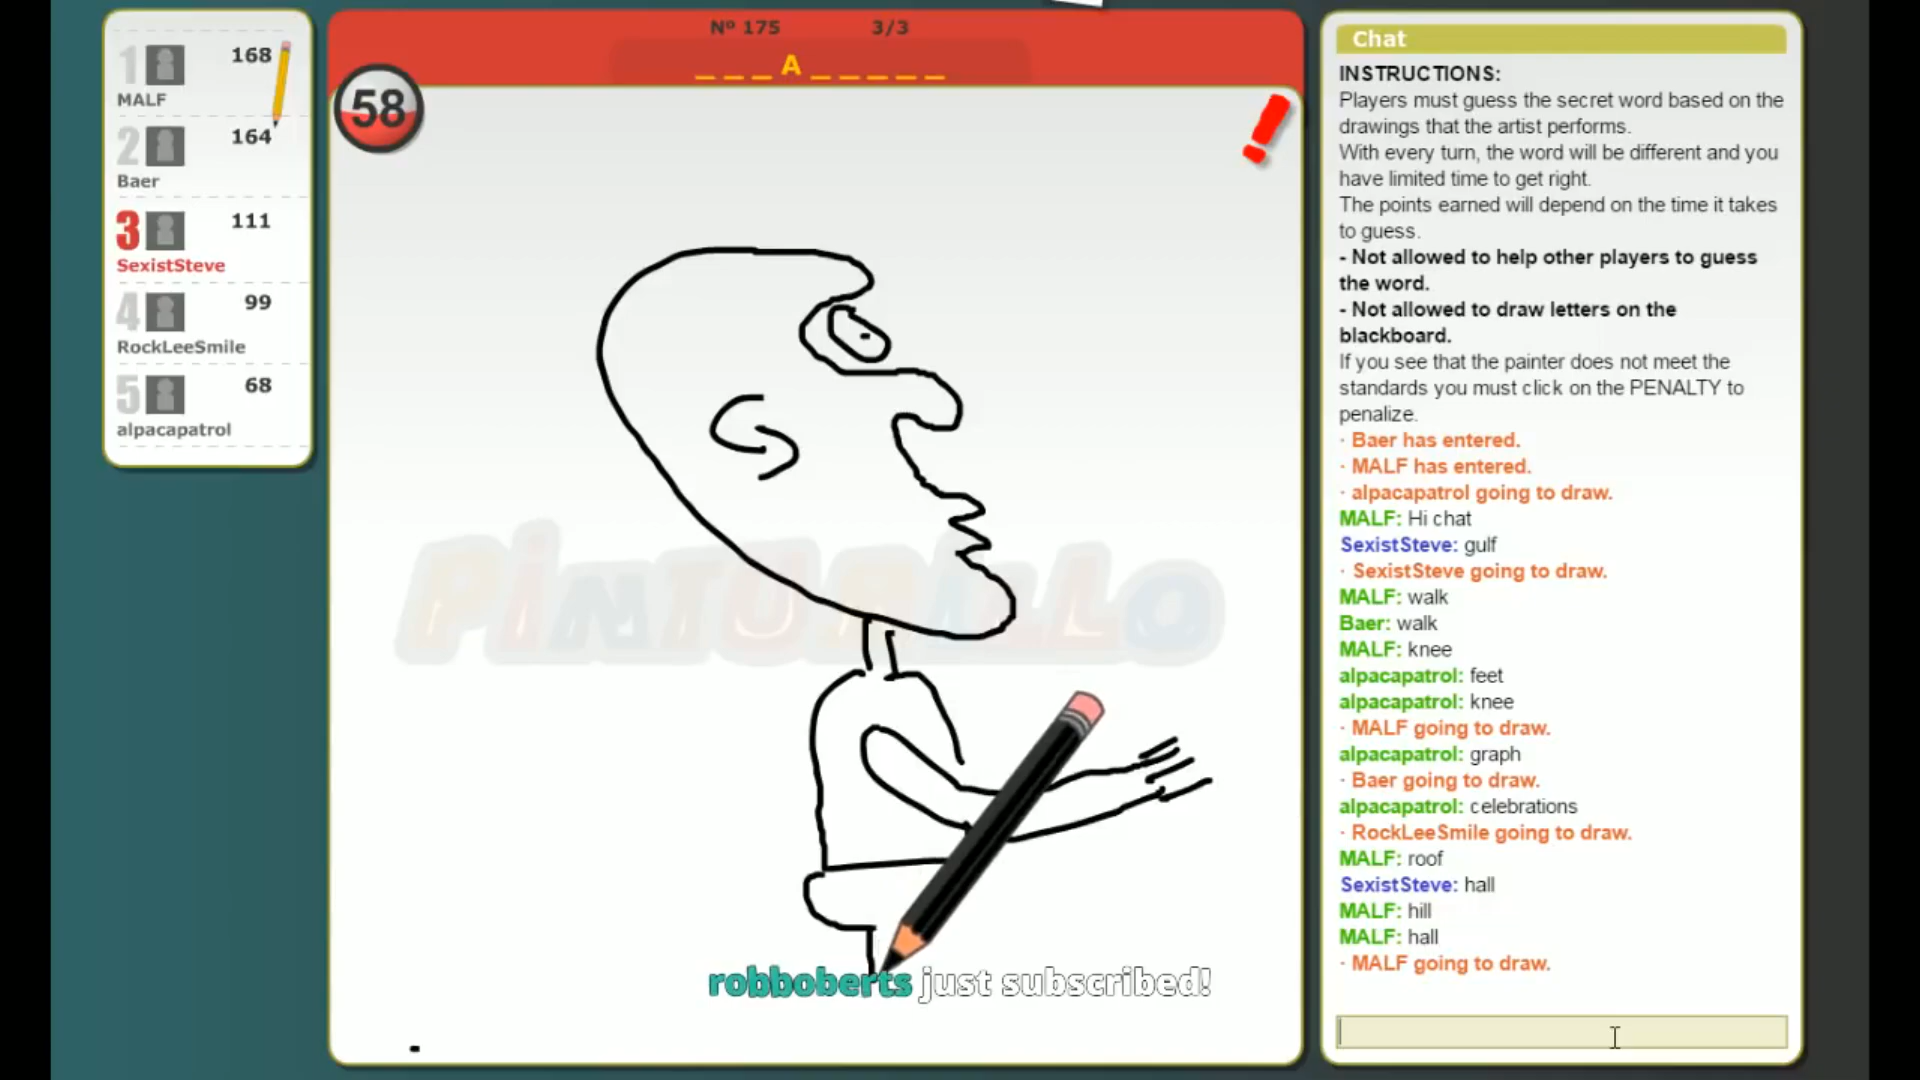 1 168
MALF
2 164
Baer
3 111
SexistSteve
4 99
RockLeeSmile
5 68
alpacapatrol
Nº 175 3/3
_ _ _ A _ _ _ _ _
58
!
PINTURILLO
robboberts just subscribed!
Chat
INSTRUCTIONS:
Players must guess the secret word based on the
drawings that the artist performs.
With every turn, the word will be different and you
have limited time to get right.
The points earned will depend on the time it takes
to guess.
- Not allowed to help other players to guess
the word.
- Not allowed to draw letters on the
blackboard.
If you see that the painter does not meet the
standards you must click on the PENALTY to
penalize.
· Baer has entered.
· MALF has entered.
· alpacapatrol going to draw.
MALF: Hi chat
SexistSteve: gulf
· SexistSteve going to draw.
MALF: walk
Baer: walk
MALF: knee
alpacapatrol: feet
alpacapatrol: knee
· MALF going to draw.
alpacapatrol: graph
· Baer going to draw.
alpacapatrol: celebrations
· RockLeeSmile going to draw.
MALF: roof
SexistSteve: hall
MALF: hill
MALF: hall
· MALF going to draw.